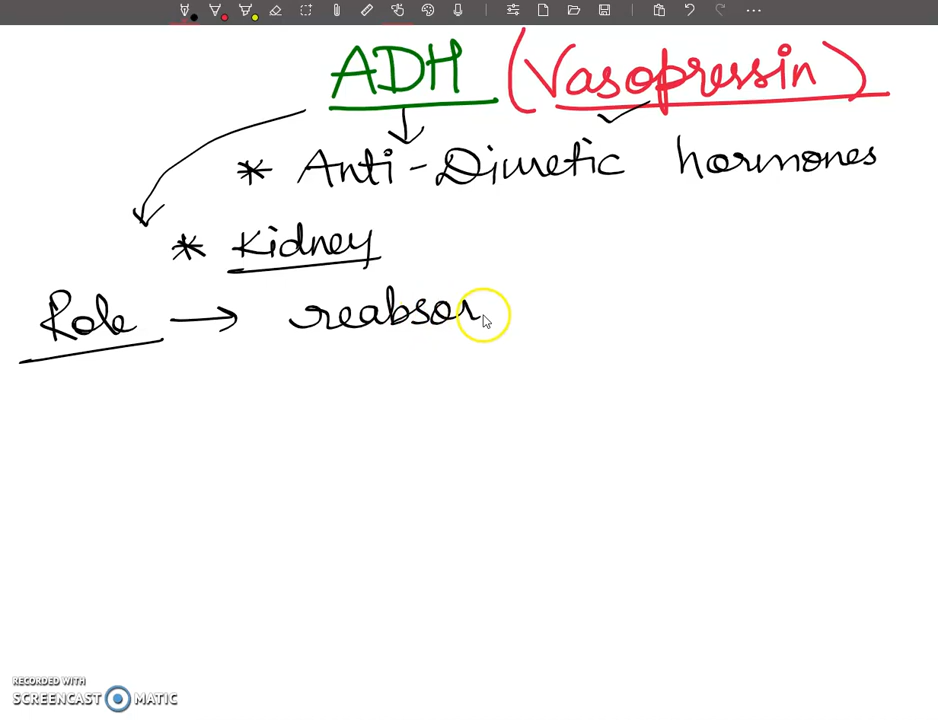 ADH (Vasopressin)
* Anti-Diuretic hormones
* Kidney
Role → reabsor
RECORDED WITH
SCREENCAST MATIC